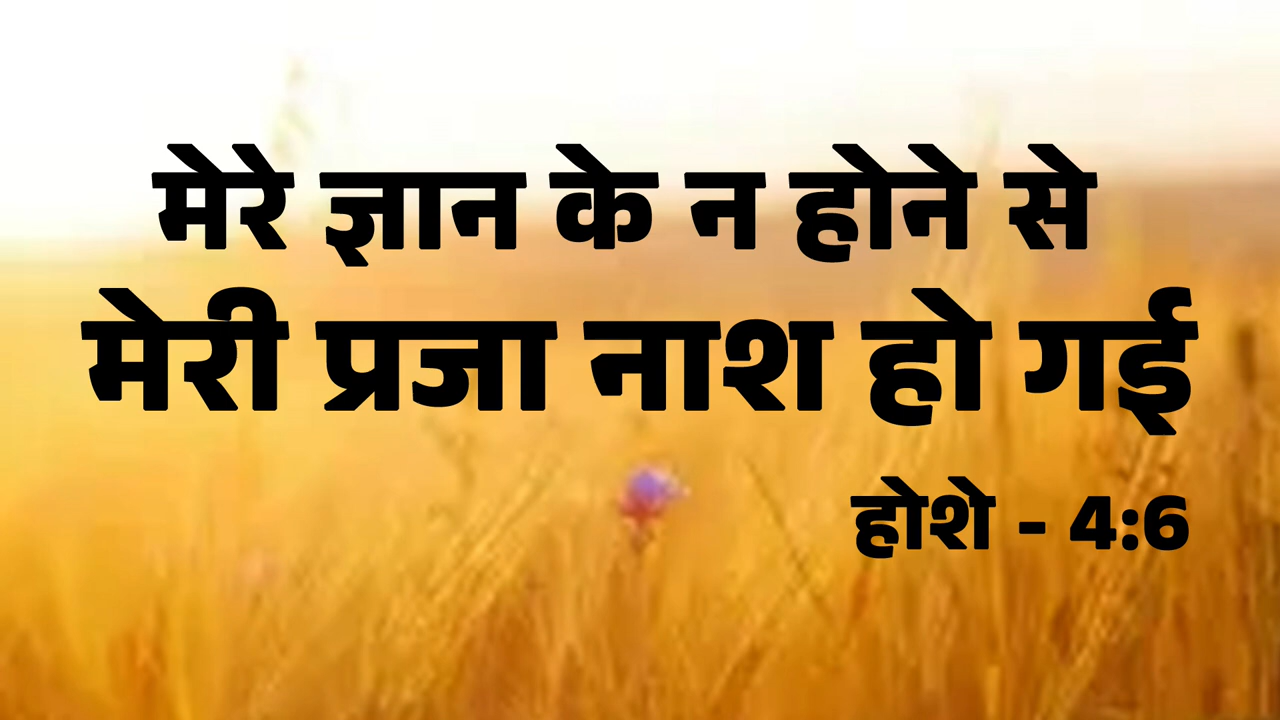 मेरे ज्ञान के न होने से
मेरी प्रजा नाश हो गई
होशे - 4:6